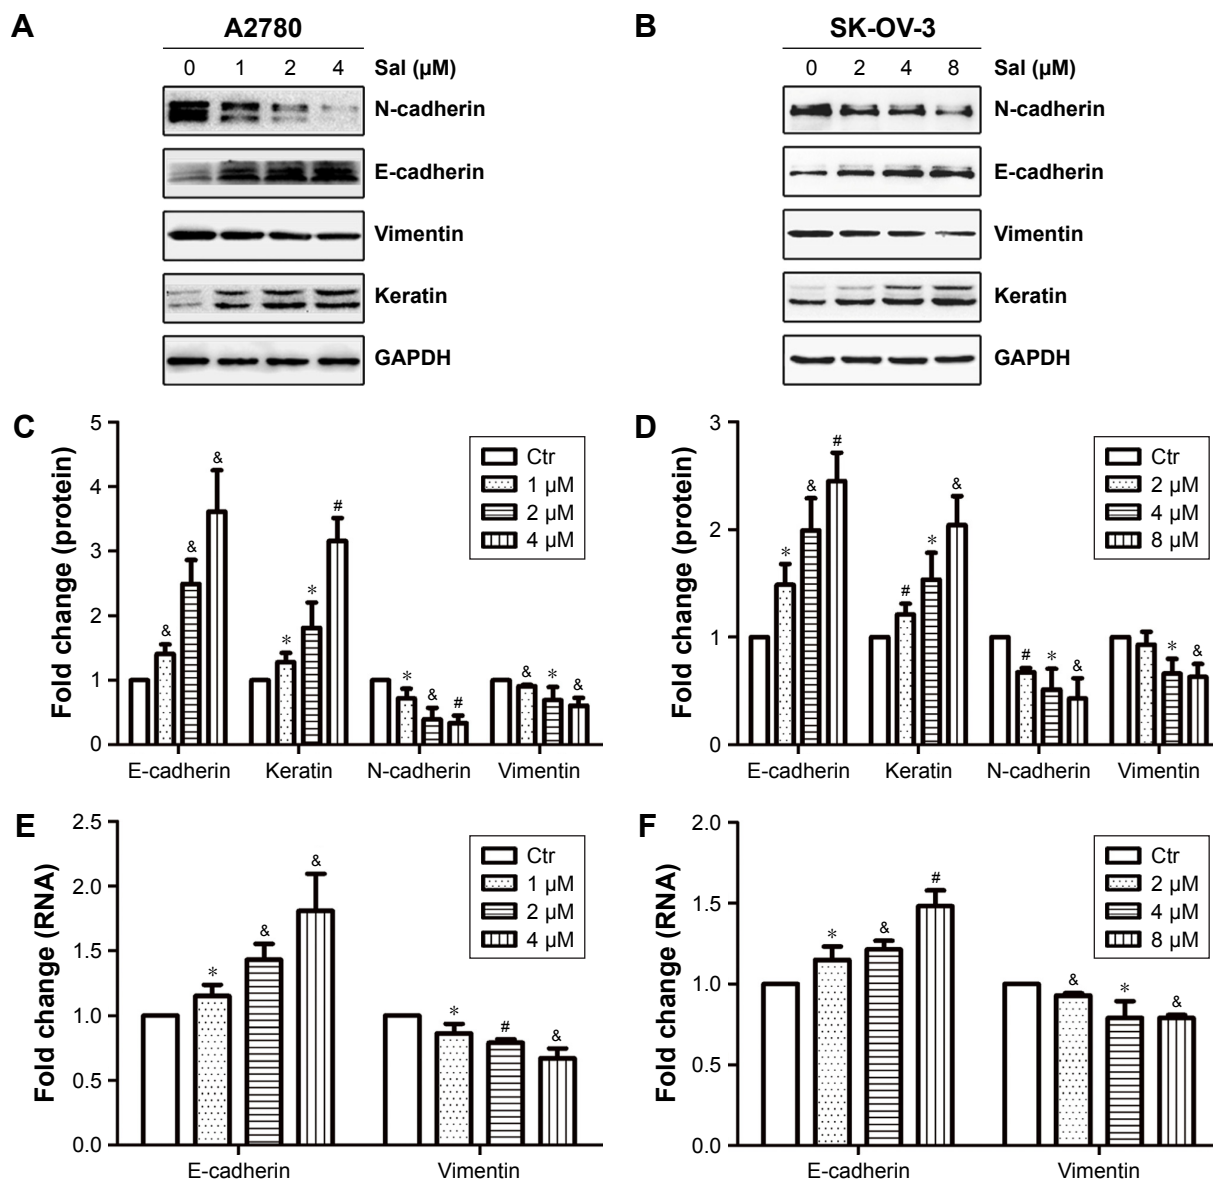 A
A2780
0 1 2 4 Sal (μM)
N-cadherin
E-cadherin
Vimentin
Keratin
GAPDH
B
SK-OV-3
0 2 4 8 Sal (μM)
N-cadherin
E-cadherin
Vimentin
Keratin
GAPDH
C
Fold change (protein)
5
4
3
2
1
0
& & &
* * #
* & #
& * &
Ctr
1 μM
2 μM
4 μM
E-cadherin Keratin N-cadherin Vimentin
D
Fold change (protein)
3
2
1
0
* & #
# * &
# * &
* &
Ctr
2 μM
4 μM
8 μM
E-cadherin Keratin N-cadherin Vimentin
E
Fold change (RNA)
2.5
2.0
1.5
1.0
0.5
0.0
* & &
* # &
Ctr
1 μM
2 μM
4 μM
E-cadherin Vimentin
F
Fold change (RNA)
2.0
1.5
1.0
0.5
0.0
* & #
& * &
Ctr
2 μM
4 μM
8 μM
E-cadherin Vimentin